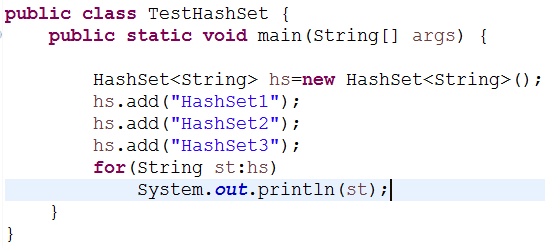 public class TestHashSet {
    public static void main(String[] args) {
        HashSet<String> hs=new HashSet<String>();
        hs.add("HashSet1");
        hs.add("HashSet2");
        hs.add("HashSet3");
        for(String st:hs)
            System.out.println(st);
    }
}